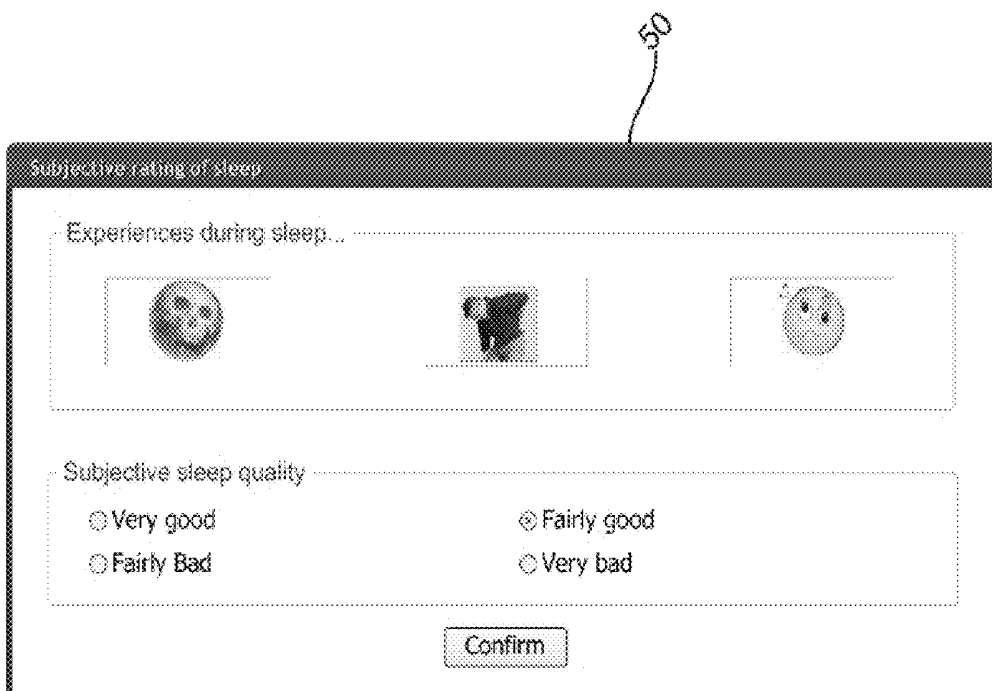 50
Subjective rating of sleep
Experiences during sleep...
Subjective sleep quality
Very good Fairly good
Fairly Bad Very bad
Confirm